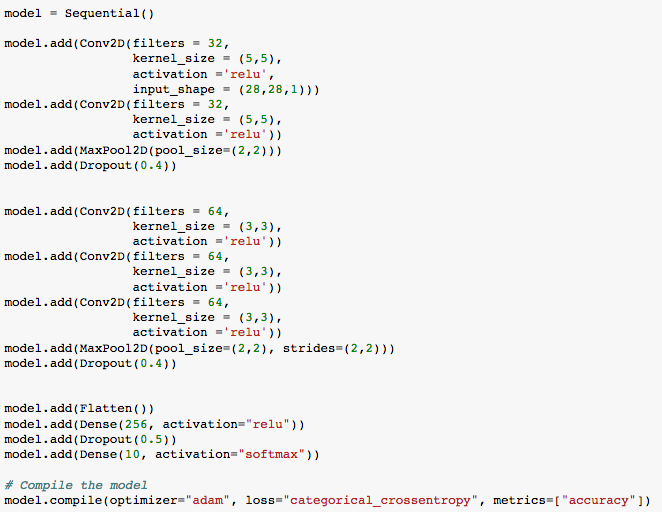 model = Sequential()
model.add(Conv2D(filters = 32,
                 kernel_size = (5,5),
                 activation ='relu',
                 input_shape = (28,28,1)))
model.add(Conv2D(filters = 32,
                 kernel_size = (5,5),
                 activation ='relu'))
model.add(MaxPool2D(pool_size=(2,2)))
model.add(Dropout(0.4))
model.add(Conv2D(filters = 64,
                 kernel_size = (3,3),
                 activation ='relu'))
model.add(Conv2D(filters = 64,
                 kernel_size = (3,3),
                 activation ='relu'))
model.add(Conv2D(filters = 64,
                 kernel_size = (3,3),
                 activation ='relu'))
model.add(MaxPool2D(pool_size=(2,2), strides=(2,2)))
model.add(Dropout(0.4))
model.add(Flatten())
model.add(Dense(256, activation="relu"))
model.add(Dropout(0.5))
model.add(Dense(10, activation="softmax"))
# Compile the model
model.compile(optimizer="adam", loss="categorical_crossentropy", metrics=["accuracy"])